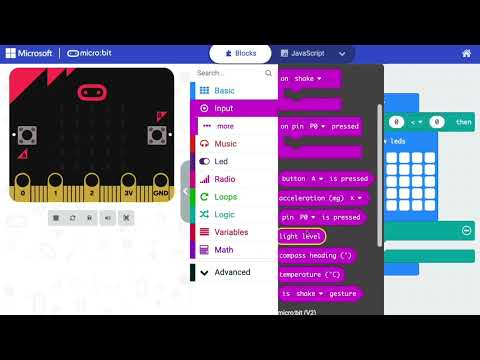 Microsoft
micro:bit
Blocks
JavaScript
Search...
Basic
Input
more
Music
Led
Radio
Loops
Logic
Variables
Math
Advanced
on shake
on pin P0 pressed
button A is pressed
acceleration (mg) x
pin P0 is pressed
light level
compass heading (°)
temperature (°C)
is shake gesture
micro:bit (V2)
0 < 0 then
leds
0
1
2
3V
GND
A
B